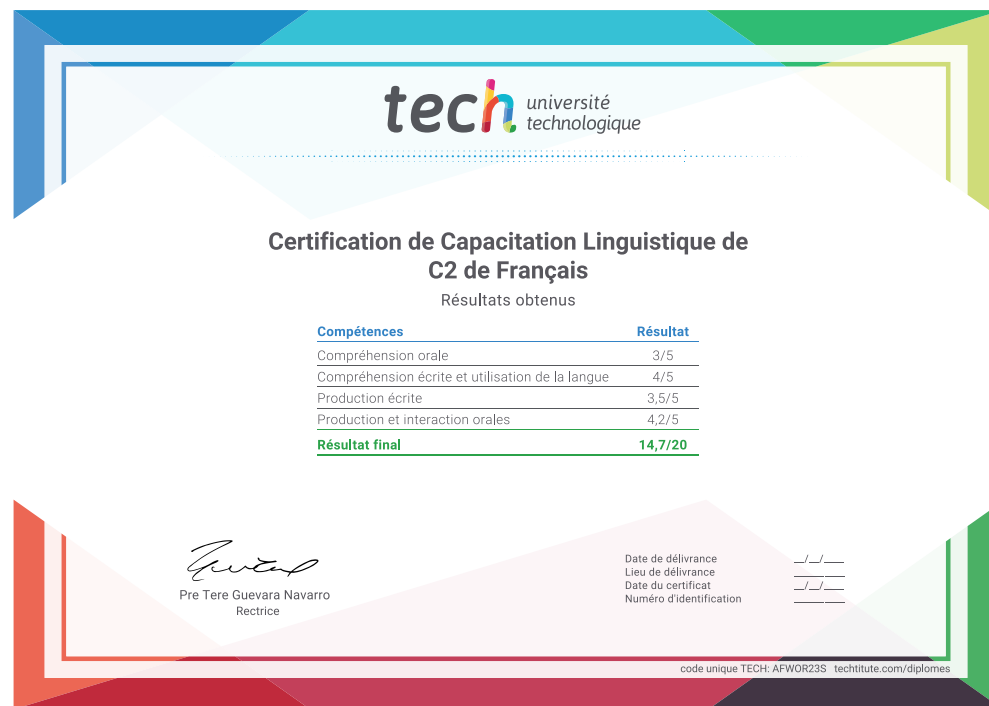 tech université
technologique
Certification de Capacitation Linguistique de
C2 de Français
Résultats obtenus
Compétences Résultat
Compréhension orale 3/5
Compréhension écrite et utilisation de la langue 4/5
Production écrite 3,5/5
Production et interaction orales 4,2/5
Résultat final 14,7/20
Pre Tere Guevara Navarro
Rectrice
Date de délivrance __/__/____
Lieu de délivrance __________
Date du certificat __/__/____
Numéro d'identification __________
code unique TECH: AFWOR23S techtitute.com/diplomes